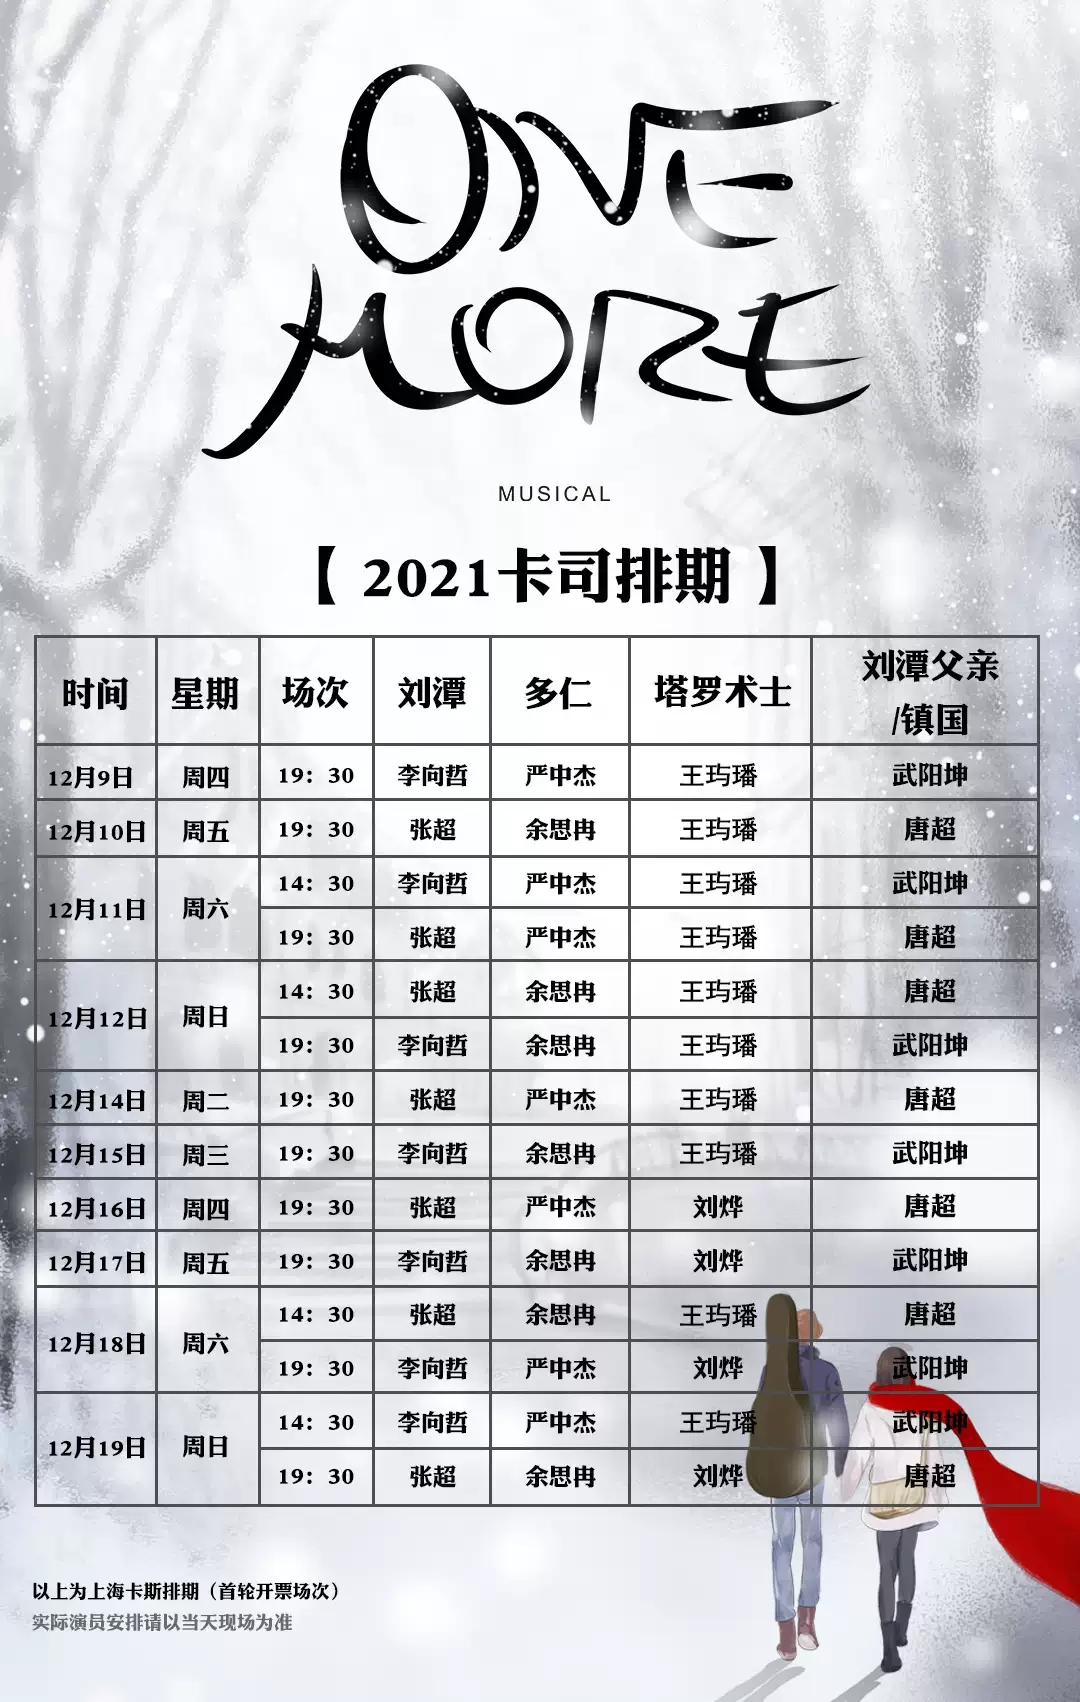 ONE
MORE
MUSICAL
【 2021卡司排期 】
时间 星期 场次 刘潭 多仁 塔罗术士 刘潭父亲
/镇国
12月9日 周四 19：30 李向哲 严中杰 王玙璠 武阳坤
12月10日 周五 19：30 张超 余思冉 王玙璠 唐超
12月11日 周六 14：30 李向哲 严中杰 王玙璠 武阳坤
19：30 张超 严中杰 王玙璠 唐超
12月12日 周日 14：30 张超 余思冉 王玙璠 唐超
19：30 李向哲 余思冉 王玙璠 武阳坤
12月14日 周二 19：30 张超 严中杰 王玙璠 唐超
12月15日 周三 19：30 李向哲 余思冉 王玙璠 武阳坤
12月16日 周四 19：30 张超 严中杰 刘烨 唐超
12月17日 周五 19：30 李向哲 余思冉 刘烨 武阳坤
12月18日 周六 14：30 张超 余思冉 王玙璠 唐超
19：30 李向哲 严中杰 刘烨 武阳坤
12月19日 周日 14：30 李向哲 严中杰 王玙璠 武阳坤
19：30 张超 余思冉 刘烨 唐超
以上为上海卡斯排期（首轮开票场次）
实际演员安排请以当天现场为准